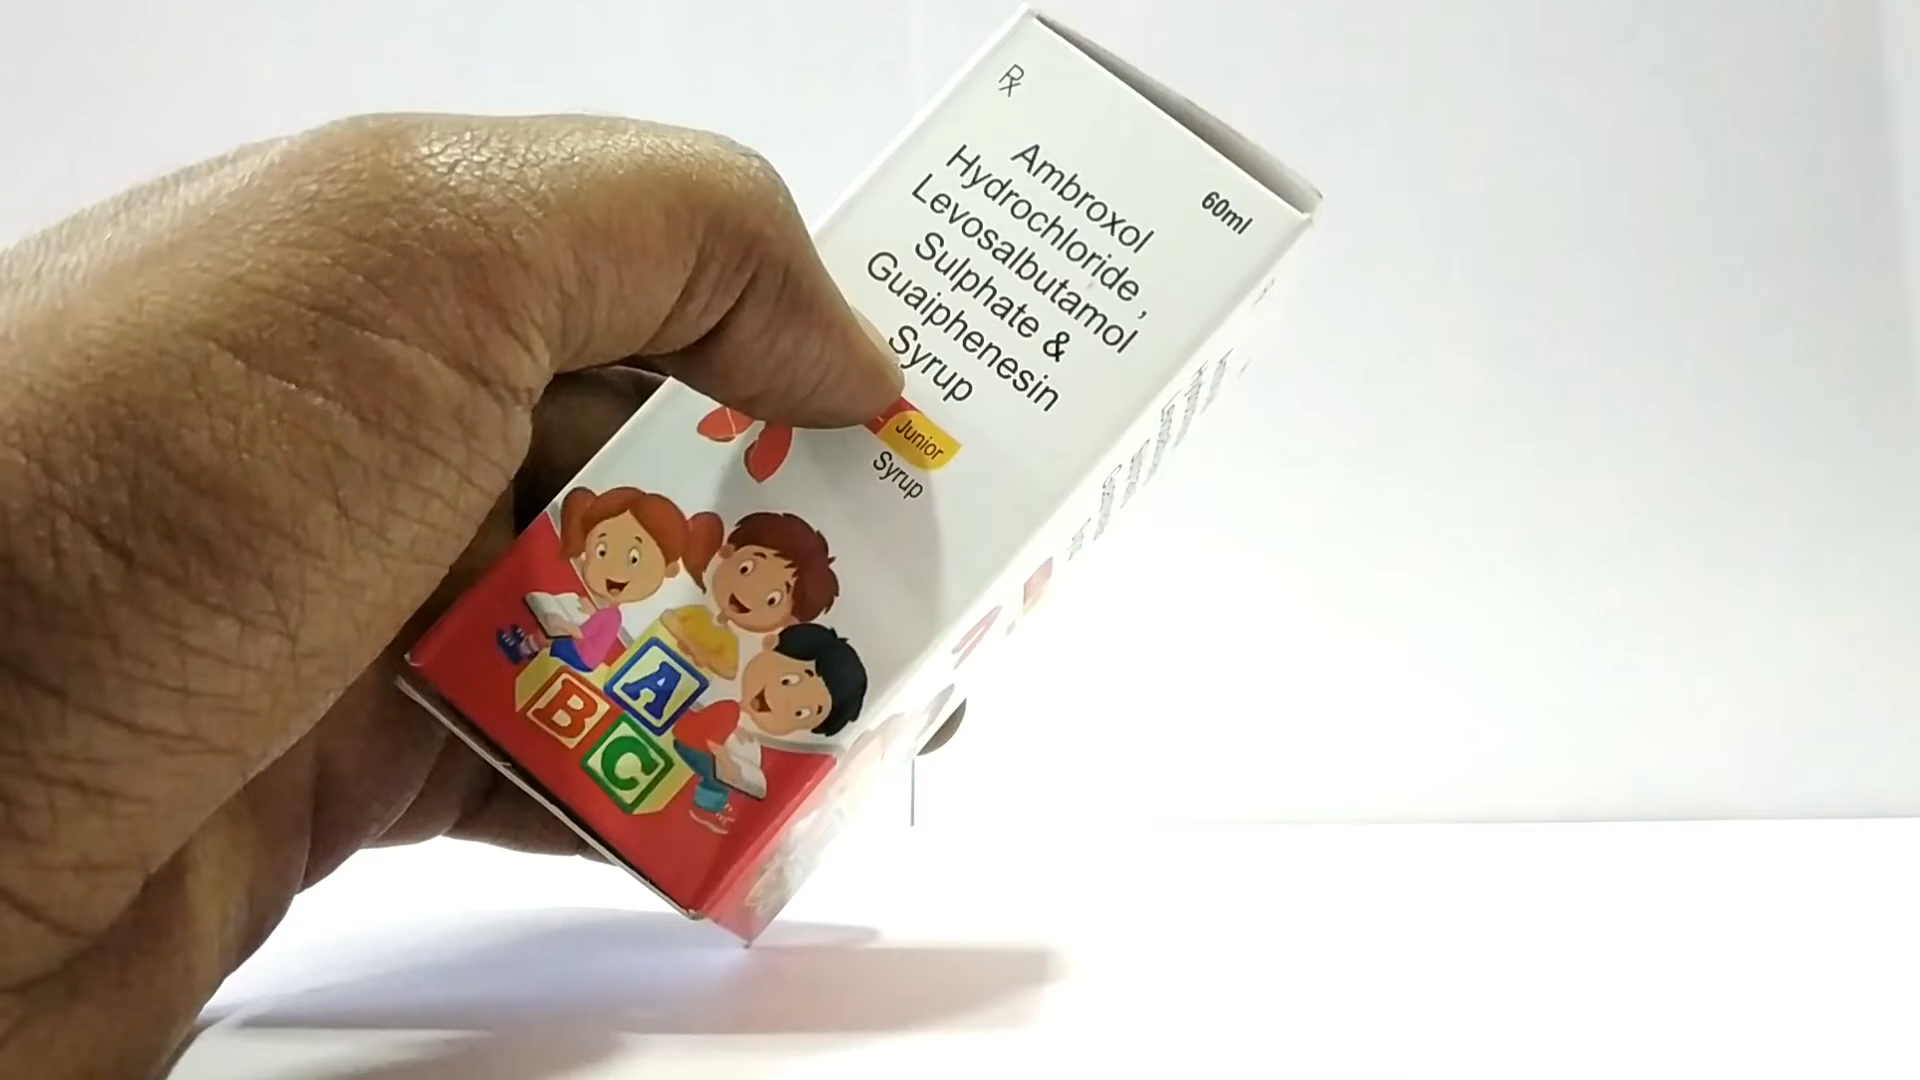 Rx
60ml
Ambroxol
Hydrochloride,
Levosalbutamol
Sulphate &
Guaiphenesin
Syrup
Junior
Syrup
A
B C